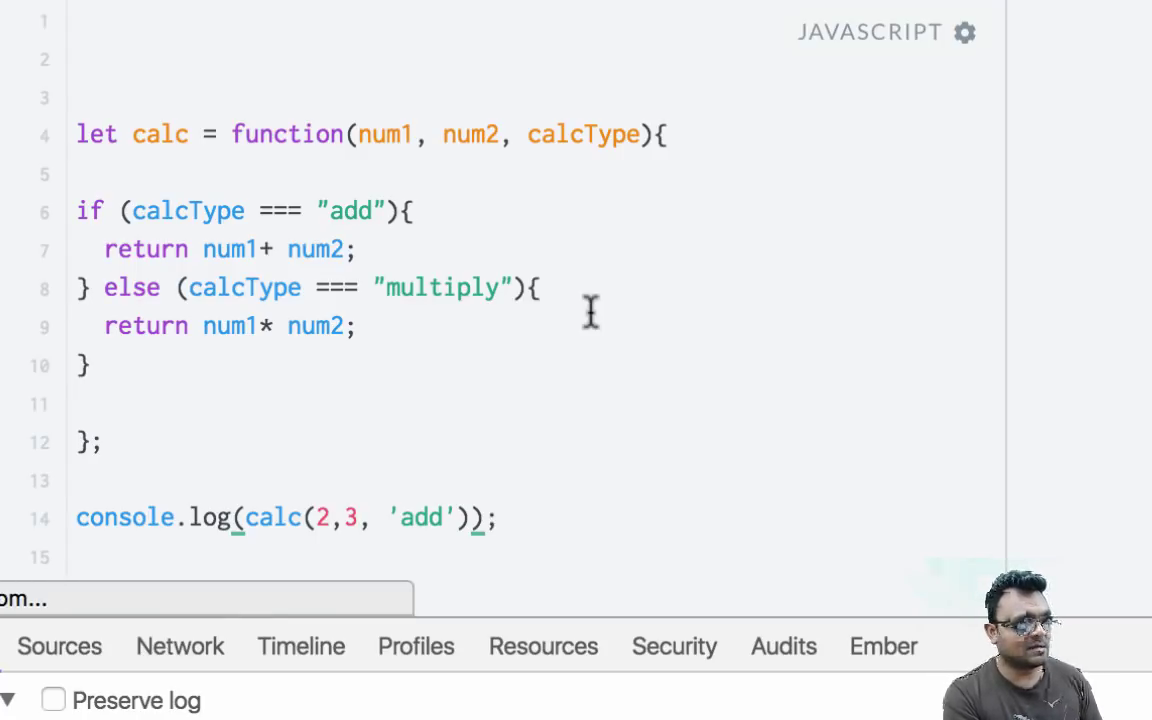 JAVASCRIPT
1
2
3
4 let calc = function(num1, num2, calcType){
5
6 if (calcType === "add"){
7 return num1+ num2;
8 } else (calcType === "multiply"){
9 return num1* num2;
10 }
11
12 };
13
14 console.log(calc(2,3, 'add'));
15
om...
Sources Network Timeline Profiles Resources Security Audits Ember
Preserve log